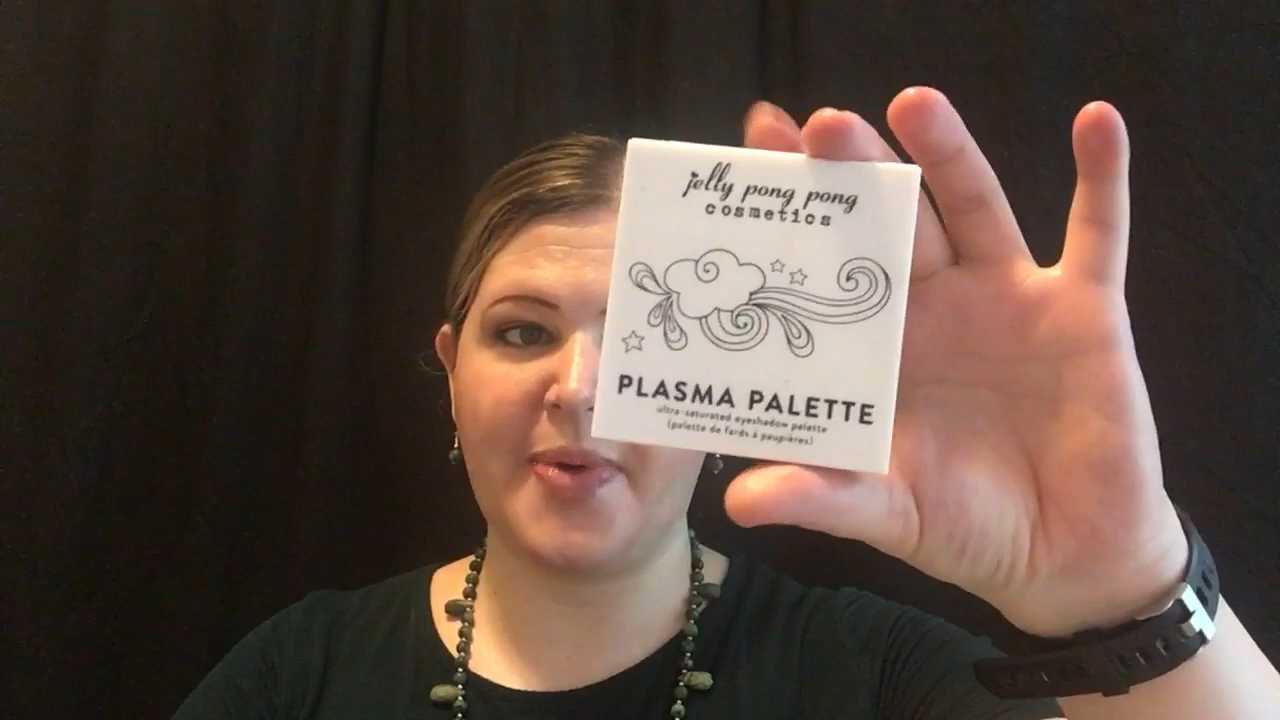 jelly pong pong
cosmetics
PLASMA PALETTE
ultra-saturated eyeshadow palette
(palette de fards à paupières)